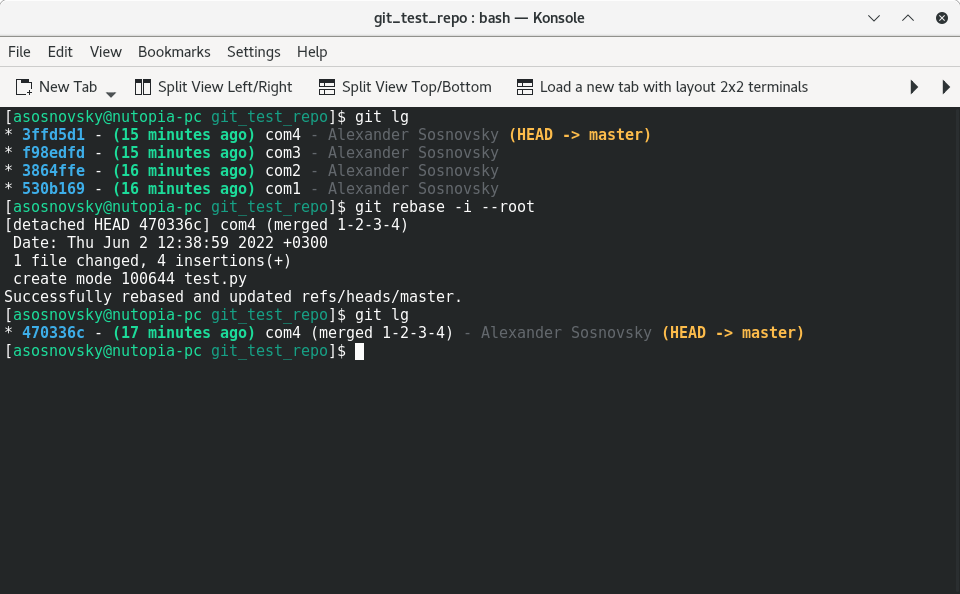 git_test_repo : bash — Konsole
File Edit View Bookmarks Settings Help
New Tab Split View Left/Right Split View Top/Bottom Load a new tab with layout 2x2 terminals
[asosnovsky@nutopia-pc git_test_repo]$ git lg
* 3ffd5d1 - (15 minutes ago) com4 - Alexander Sosnovsky (HEAD -> master)
* f98edfd - (15 minutes ago) com3 - Alexander Sosnovsky
* 3864ffe - (16 minutes ago) com2 - Alexander Sosnovsky
* 530b169 - (16 minutes ago) com1 - Alexander Sosnovsky
[asosnovsky@nutopia-pc git_test_repo]$ git rebase -i --root
[detached HEAD 470336c] com4 (merged 1-2-3-4)
 Date: Thu Jun 2 12:38:59 2022 +0300
 1 file changed, 4 insertions(+)
 create mode 100644 test.py
Successfully rebased and updated refs/heads/master.
[asosnovsky@nutopia-pc git_test_repo]$ git lg
* 470336c - (17 minutes ago) com4 (merged 1-2-3-4) - Alexander Sosnovsky (HEAD -> master)
[asosnovsky@nutopia-pc git_test_repo]$